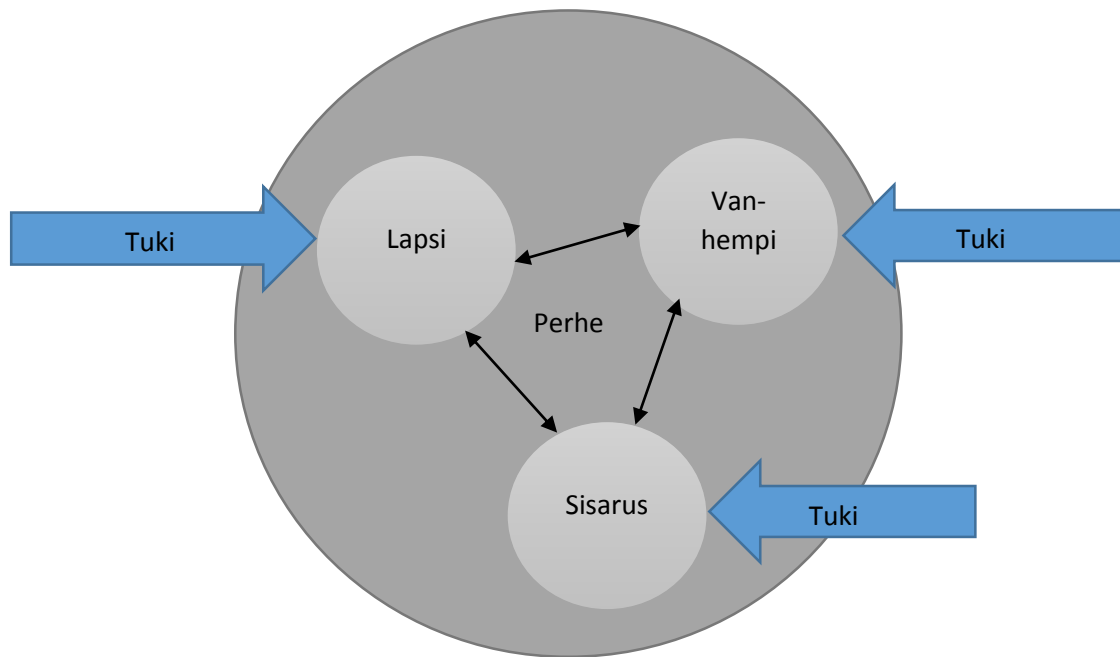 Tuki
Lapsi
Van-
hempi
Tuki
Perhe
Sisarus
Tuki